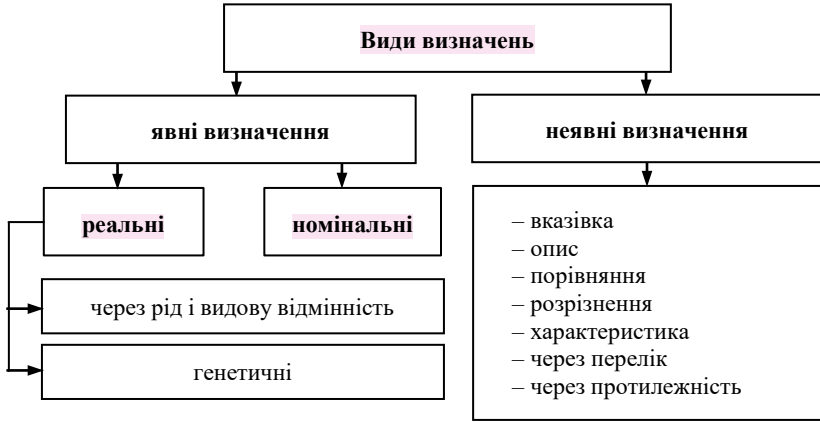 Види визначень
явні визначення
неявні визначення
реальні
номінальні
через рід і видову відмінність
генетичні
– вказівка
– опис
– порівняння
– розрізнення
– характеристика
– через перелік
– через протилежність